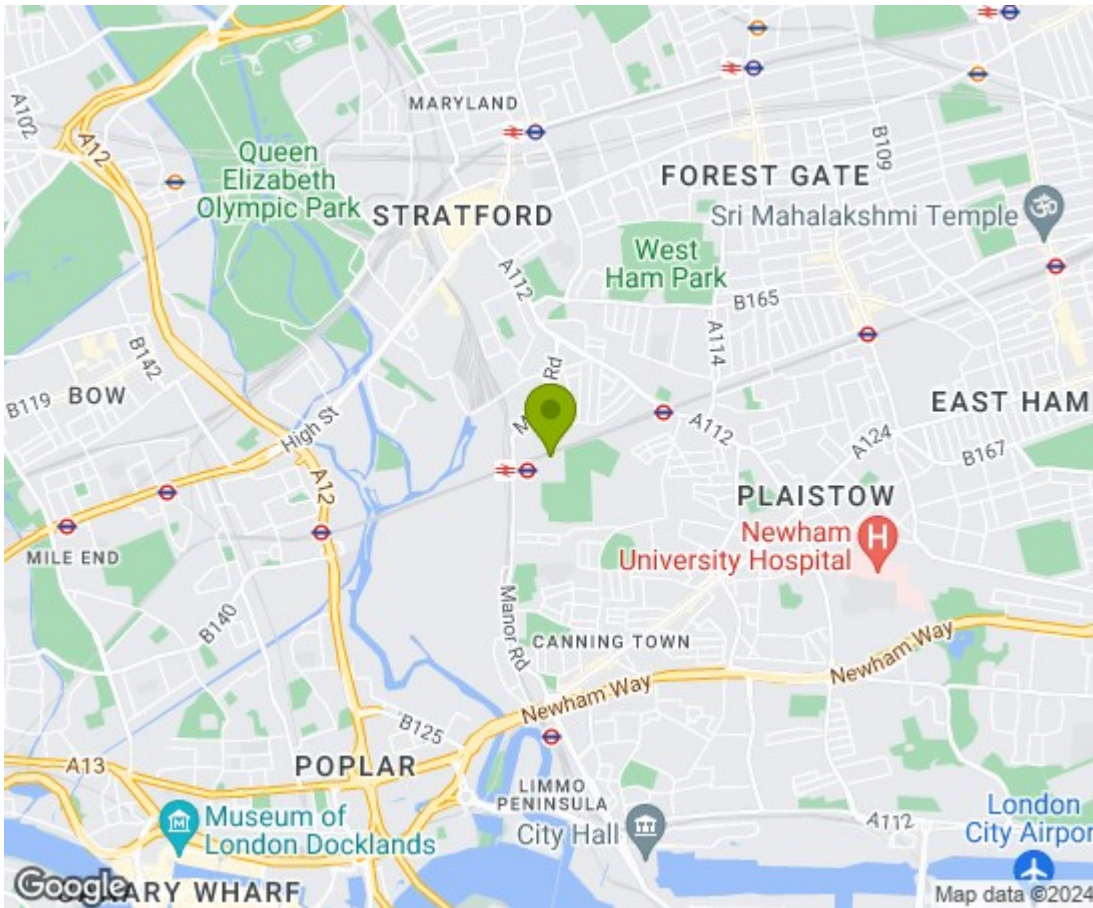 MARYLAND
A102
A12
Queen
Elizabeth
Olympic Park
STRATFORD
FOREST GATE
B109
Sri Mahalakshmi Temple
West
Ham Park
A112
B165
A114
B142
BOW
B119
High St
Rd
A12
A112
EAST HAM
A124
B167
PLAISTOW
Newham
University Hospital
MILE END
B140
Manor Rd
CANNING TOWN
Newham Way
Newham Way
B125
A13
POPLAR
LIMMO
PENINSULA
City Hall
A112
London
City Airpor
Museum of
London Docklands
Google
WHARF
Map data ©2024